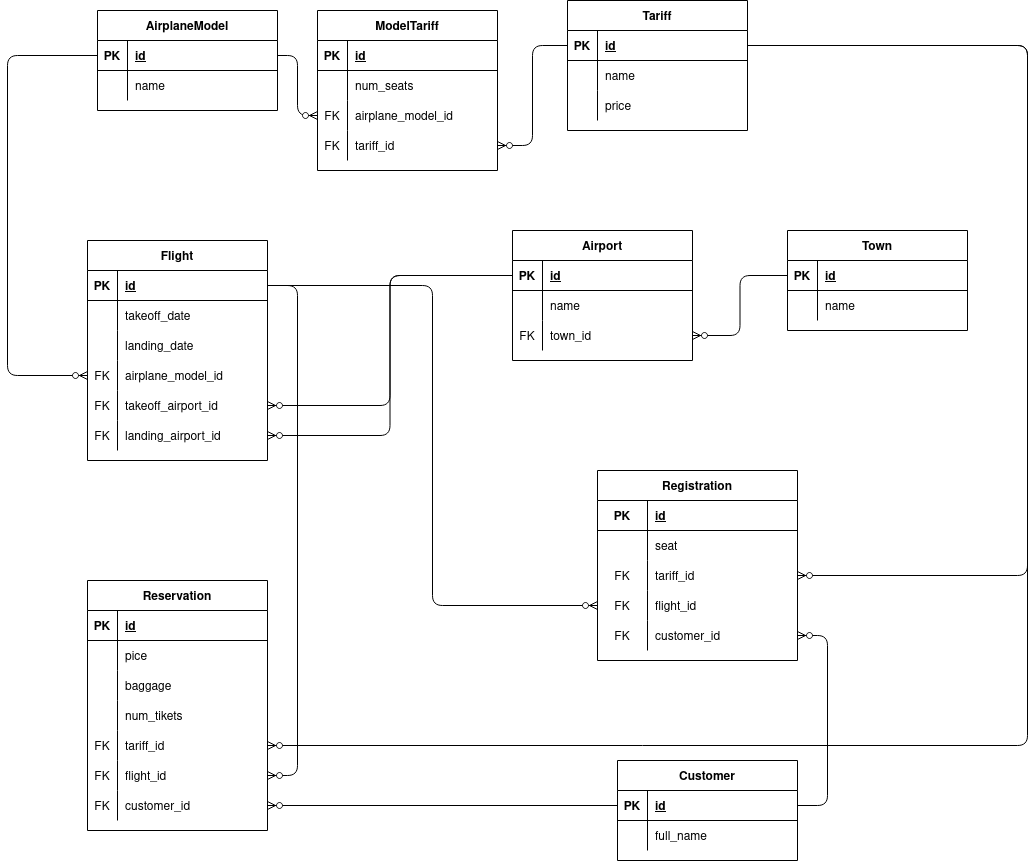 AirplaneModel
PK id
name
ModelTariff
PK id
num_seats
FK airplane_model_id
FK tariff_id
Tariff
PK id
name
price
Flight
PK id
takeoff_date
landing_date
FK airplane_model_id
FK takeoff_airport_id
FK landing_airport_id
Airport
PK id
name
FK town_id
Town
PK id
name
Registration
PK id
seat
FK tariff_id
FK flight_id
FK customer_id
Reservation
PK id
pice
baggage
num_tikets
FK tariff_id
FK flight_id
FK customer_id
Customer
PK id
full_name